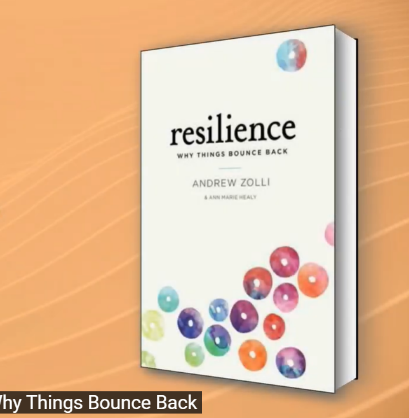 resilience
WHY THINGS BOUNCE BACK
ANDREW ZOLLI
& ANN MARIE HEALY
Why Things Bounce Back